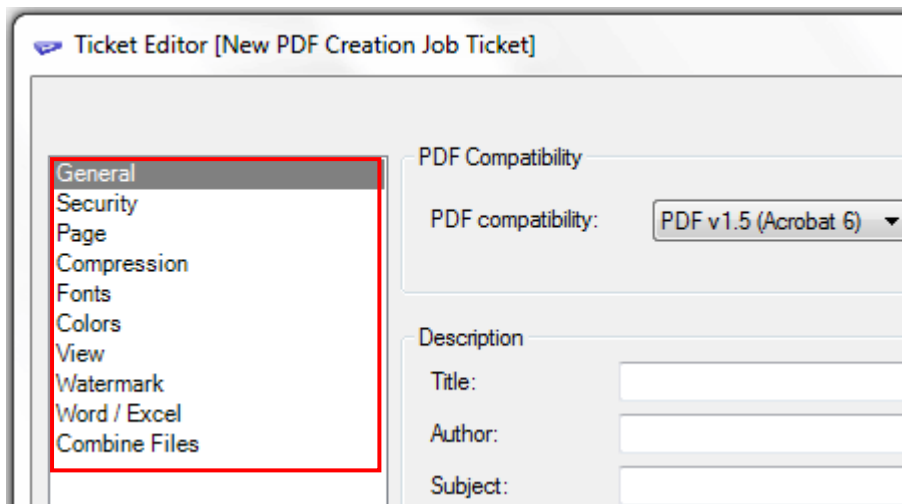 Ticket Editor [New PDF Creation Job Ticket]
General
Security
Page
Compression
Fonts
Colors
View
Watermark
Word / Excel
Combine Files
PDF Compatibility
PDF compatibility: PDF v1.5 (Acrobat 6)
Description
Title:
Author:
Subject: